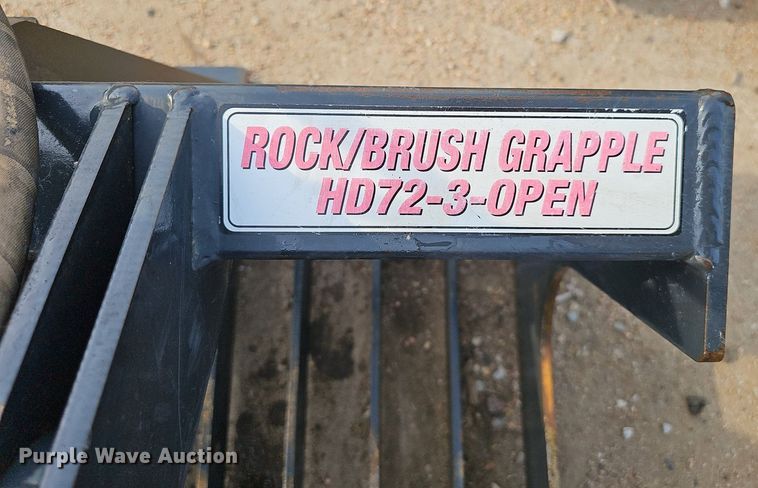 ROCK/BRUSH GRAPPLE
HD72-3-OPEN
Purple Wave Auction